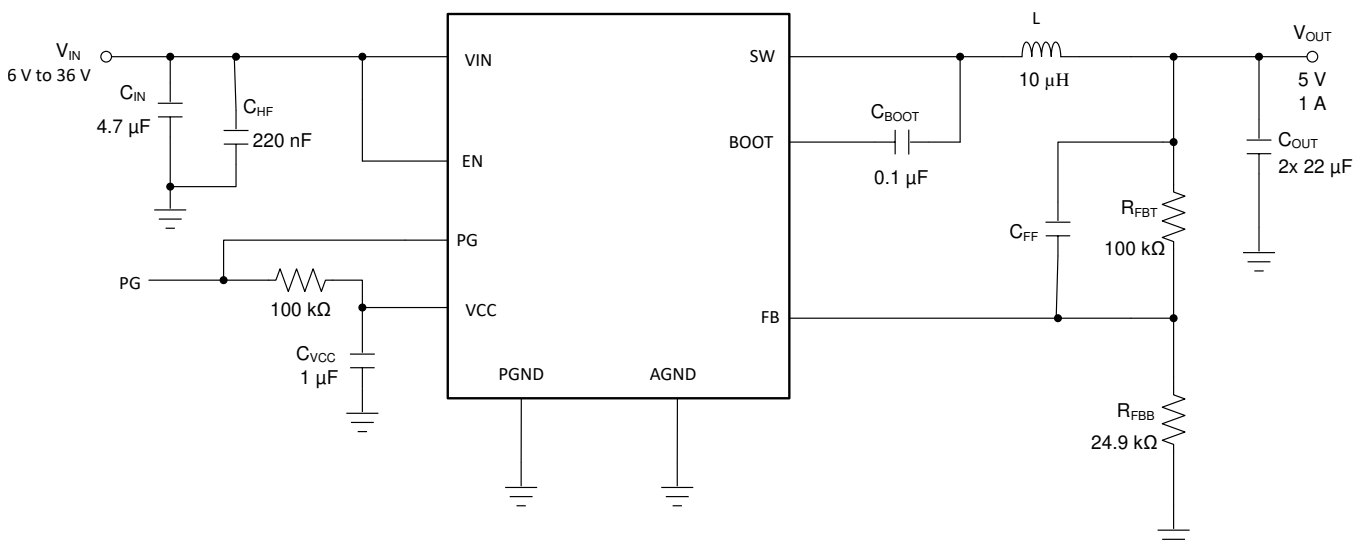 V_IN
6 V to 36 V
C_IN
4.7 µF
C_HF
220 nF
VIN
EN
PG
PG
100 kΩ
VCC
C_VCC
1 µF
PGND
AGND
SW
BOOT
FB
C_BOOT
0.1 µF
L
10 µH
C_FF
R_FBT
100 kΩ
R_FBB
24.9 kΩ
V_OUT
5 V
1 A
C_OUT
2x 22 µF